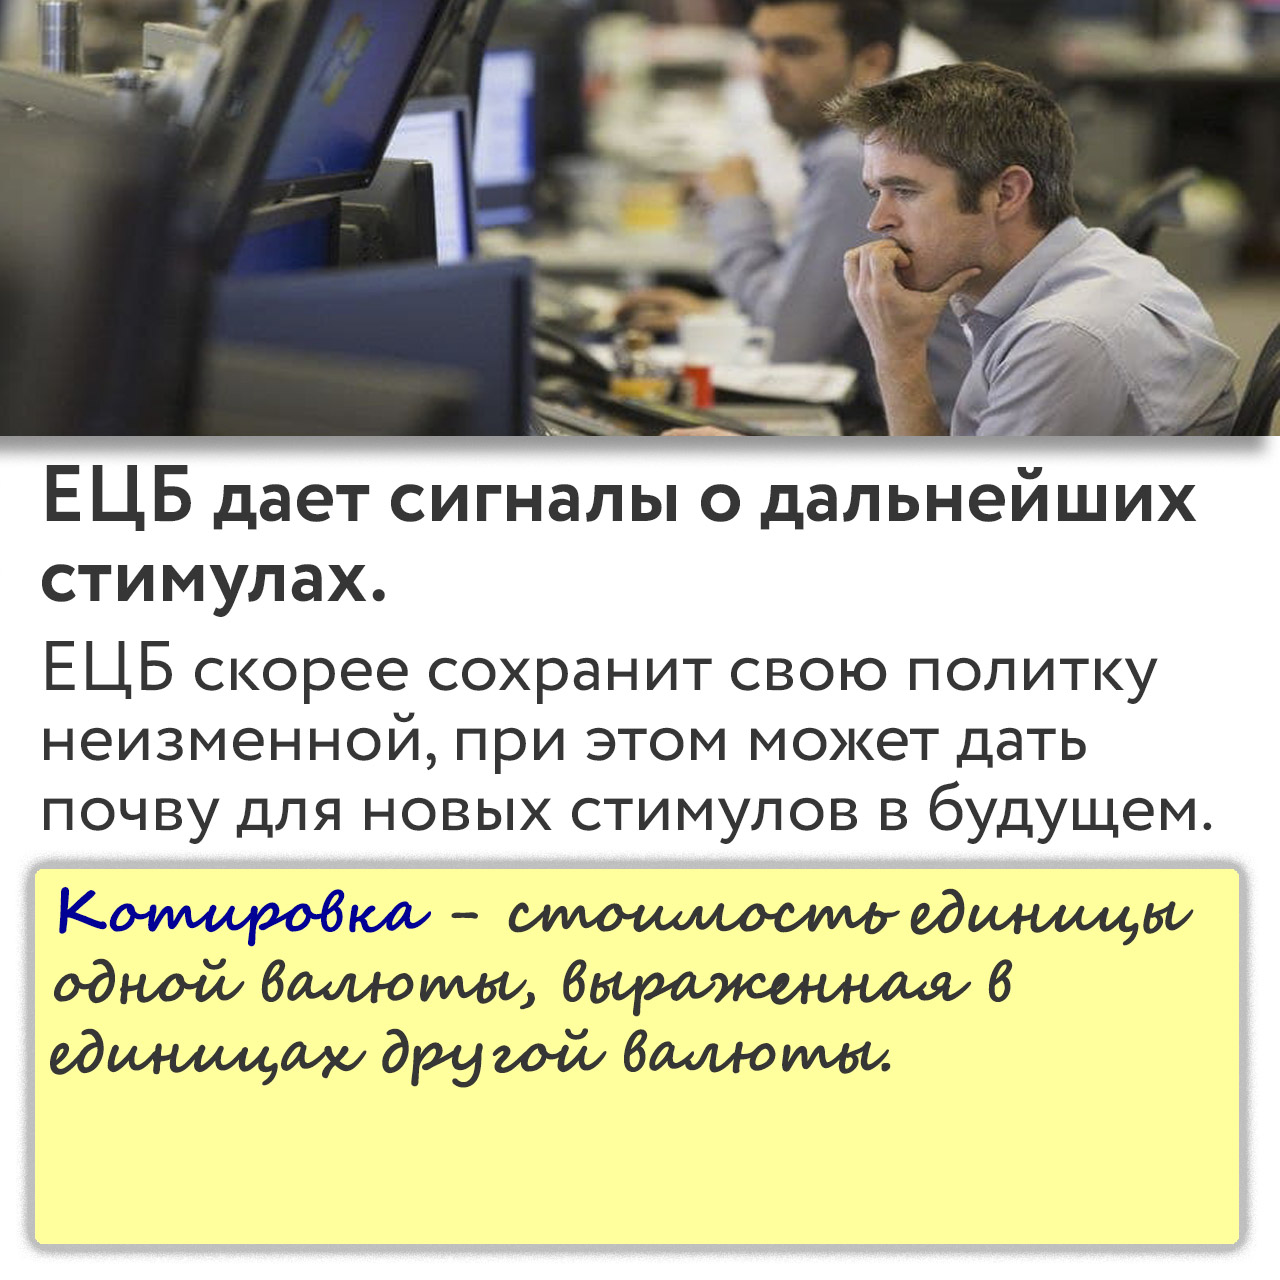 ЕЦБ дает сигналы о дальнейших
стимулах.
ЕЦБ скорее сохранит свою политку
неизменной, при этом может дать
почву для новых стимулов в будущем.
Котировка - стоимость единицы
одной валюты, выраженная в
единицах другой валюты.